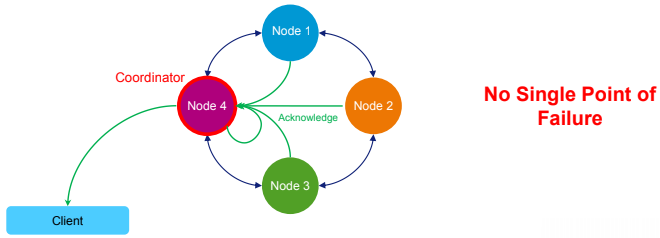 Node 1
Coordinator
Node 4
Node 2
Acknowledge
Node 3
Client
No Single Point of
Failure